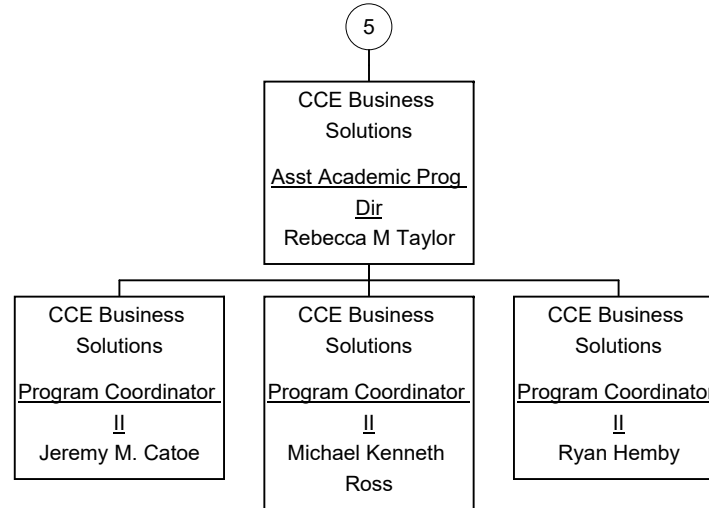 5
CCE Business
Solutions
Asst Academic Prog
Dir
Rebecca M Taylor
CCE Business
Solutions
Program Coordinator
II
Jeremy M. Catoe
CCE Business
Solutions
Program Coordinator
II
Michael Kenneth
Ross
CCE Business
Solutions
Program Coordinator
II
Ryan Hemby